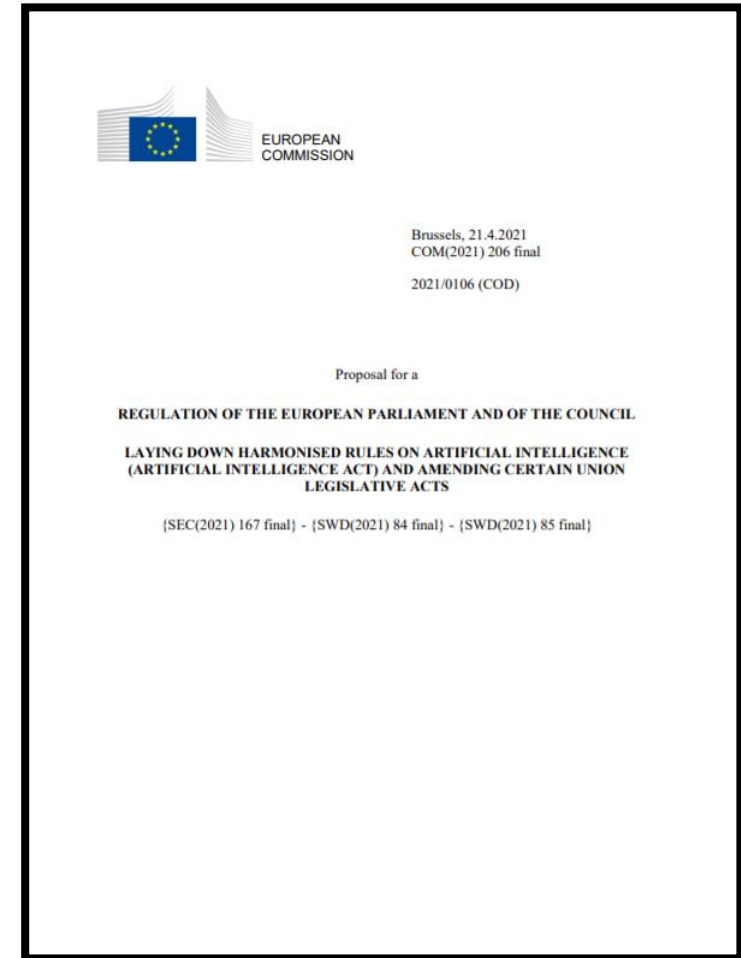 EUROPEAN
COMMISSION
Brussels, 21.4.2021
COM(2021) 206 final
2021/0106 (COD)
Proposal for a
REGULATION OF THE EUROPEAN PARLIAMENT AND OF THE COUNCIL
LAYING DOWN HARMONISED RULES ON ARTIFICIAL INTELLIGENCE
(ARTIFICIAL INTELLIGENCE ACT) AND AMENDING CERTAIN UNION
LEGISLATIVE ACTS
{SEC(2021) 167 final} - {SWD(2021) 84 final} - {SWD(2021) 85 final}